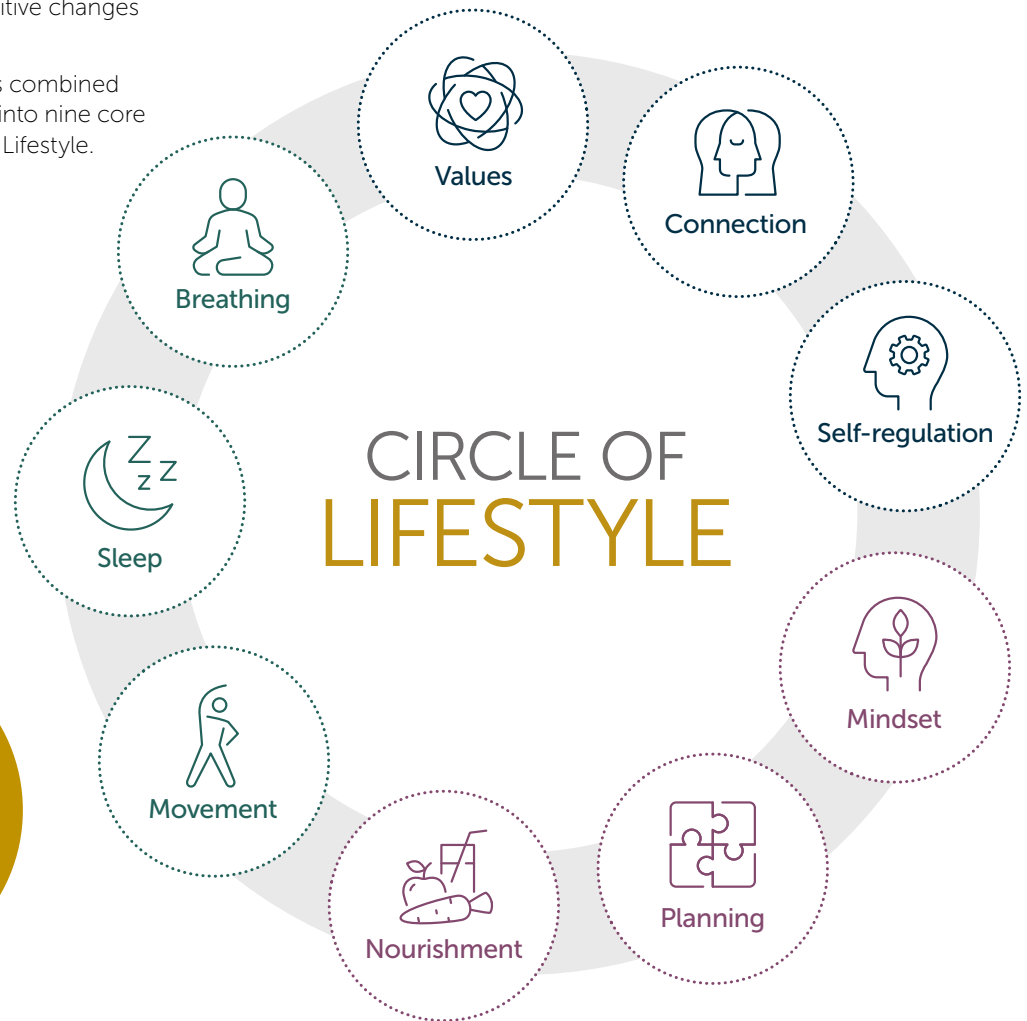 changes
combined
into nine core
Lifestyle.
Values
Connection
Breathing
Self-regulation
CIRCLE OF
LIFESTYLE
Z
z Z
Sleep
Mindset
Movement
Planning
Nourishment